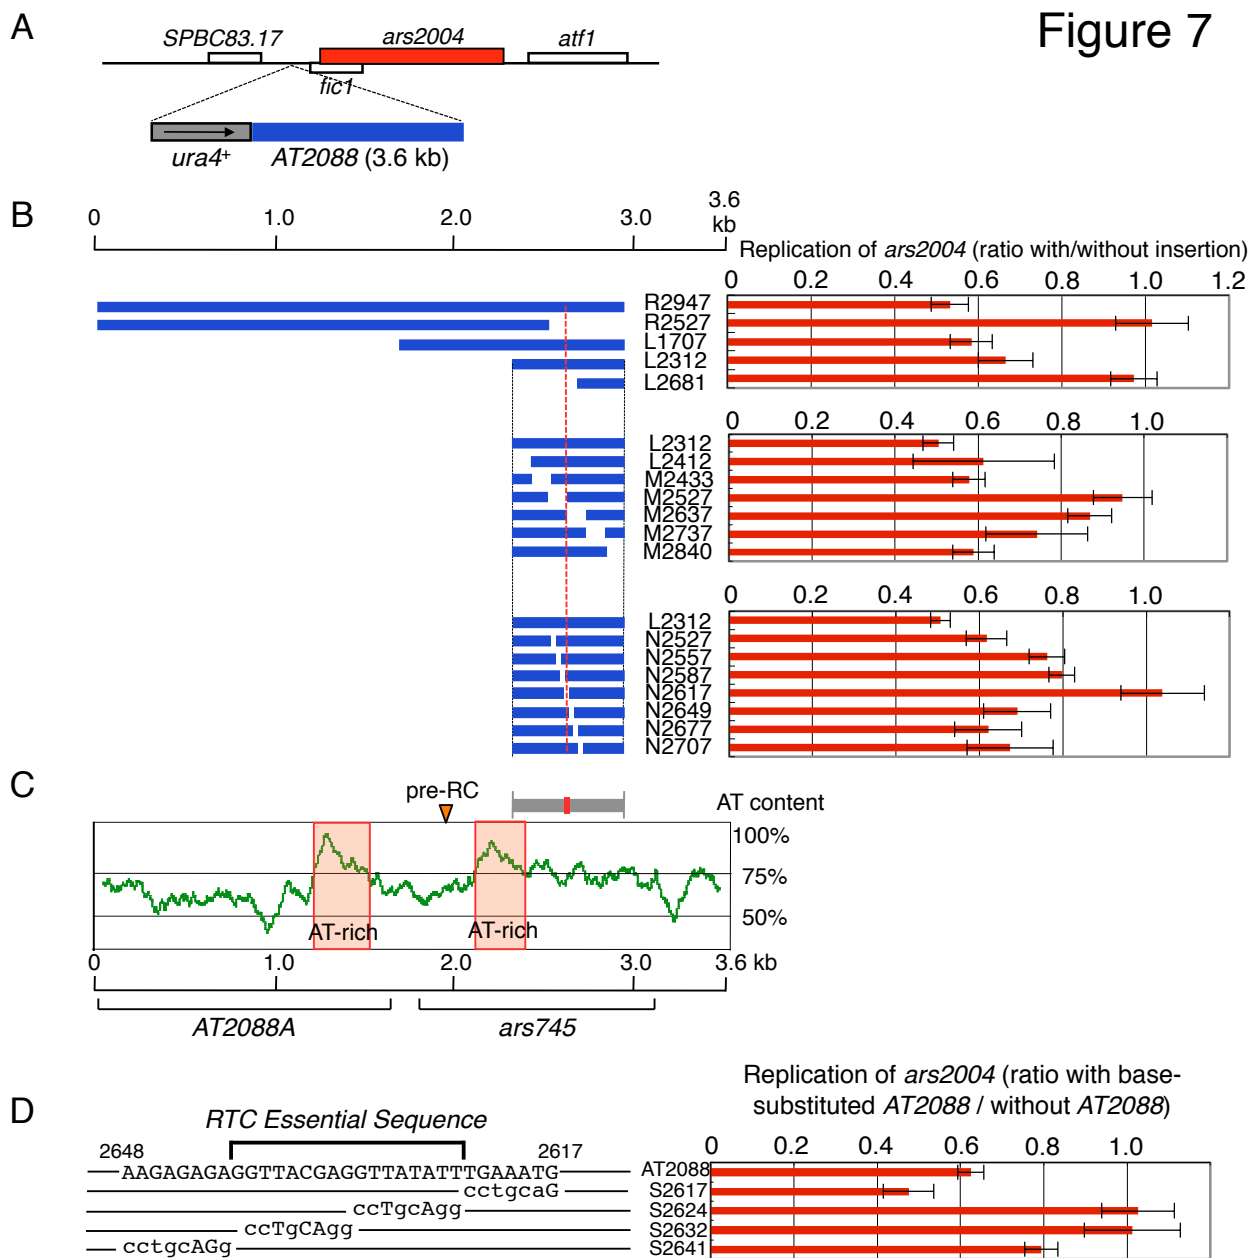 Figure 7
A
SPBC83.17
ars2004
atf1
fic1
ura4+
AT2088 (3.6 kb)
B
0 1.0 2.0 3.0 3.6 kb
Replication of ars2004 (ratio with/without insertion)
0 0.2 0.4 0.6 0.8 1.0 1.2
R2947
R2527
L1707
L2312
L2681
0 0.2 0.4 0.6 0.8 1.0
L2312
L2412
M2433
M2527
M2637
M2737
M2840
0 0.2 0.4 0.6 0.8 1.0
L2312
N2527
N2557
N2587
N2617
N2649
N2677
N2707
C
pre-RC
AT content
100%
75%
50%
AT-rich
AT-rich
0 1.0 2.0 3.0 3.6 kb
AT2088A
ars745
D
Replication of ars2004 (ratio with base-
substituted AT2088 / without AT2088)
RTC Essential Sequence
2648 2617
0 0.2 0.4 0.6 0.8 1.0
AAGAGAGAGGTTACGAGGTTATATTTGAAATG
cctgcaG
ccTgcAgg
ccTgCAgg
cctgcAGg
AT2088
S2617
S2624
S2632
S2641